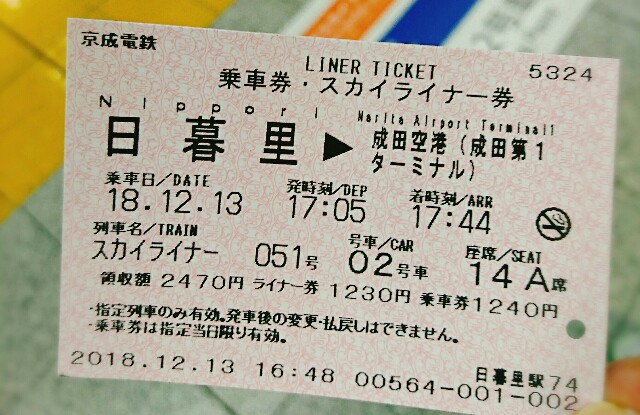 京成電鉄
LINER TICKET
5324
乗車券・スカイライナー券
Nippori
Narita Airport Terminal1
日暮里▶成田空港(成田第1
ターミナル)
乗車日/DATE 発時刻/DEP 着時刻/ARR
18.12.13 17:05 17:44
列車名/TRAIN 号車/CAR 座席/SEAT
スカイライナー 051号 02号車 14A席
領収額 2470円 ライナー券 1230円 乗車券1240円
・指定列車のみ有効。発車後の変更・払戻しはできません。
・乗車券は指定当日限り有効。
日暮里駅74
2018.12.13 16:48 00564-001-002